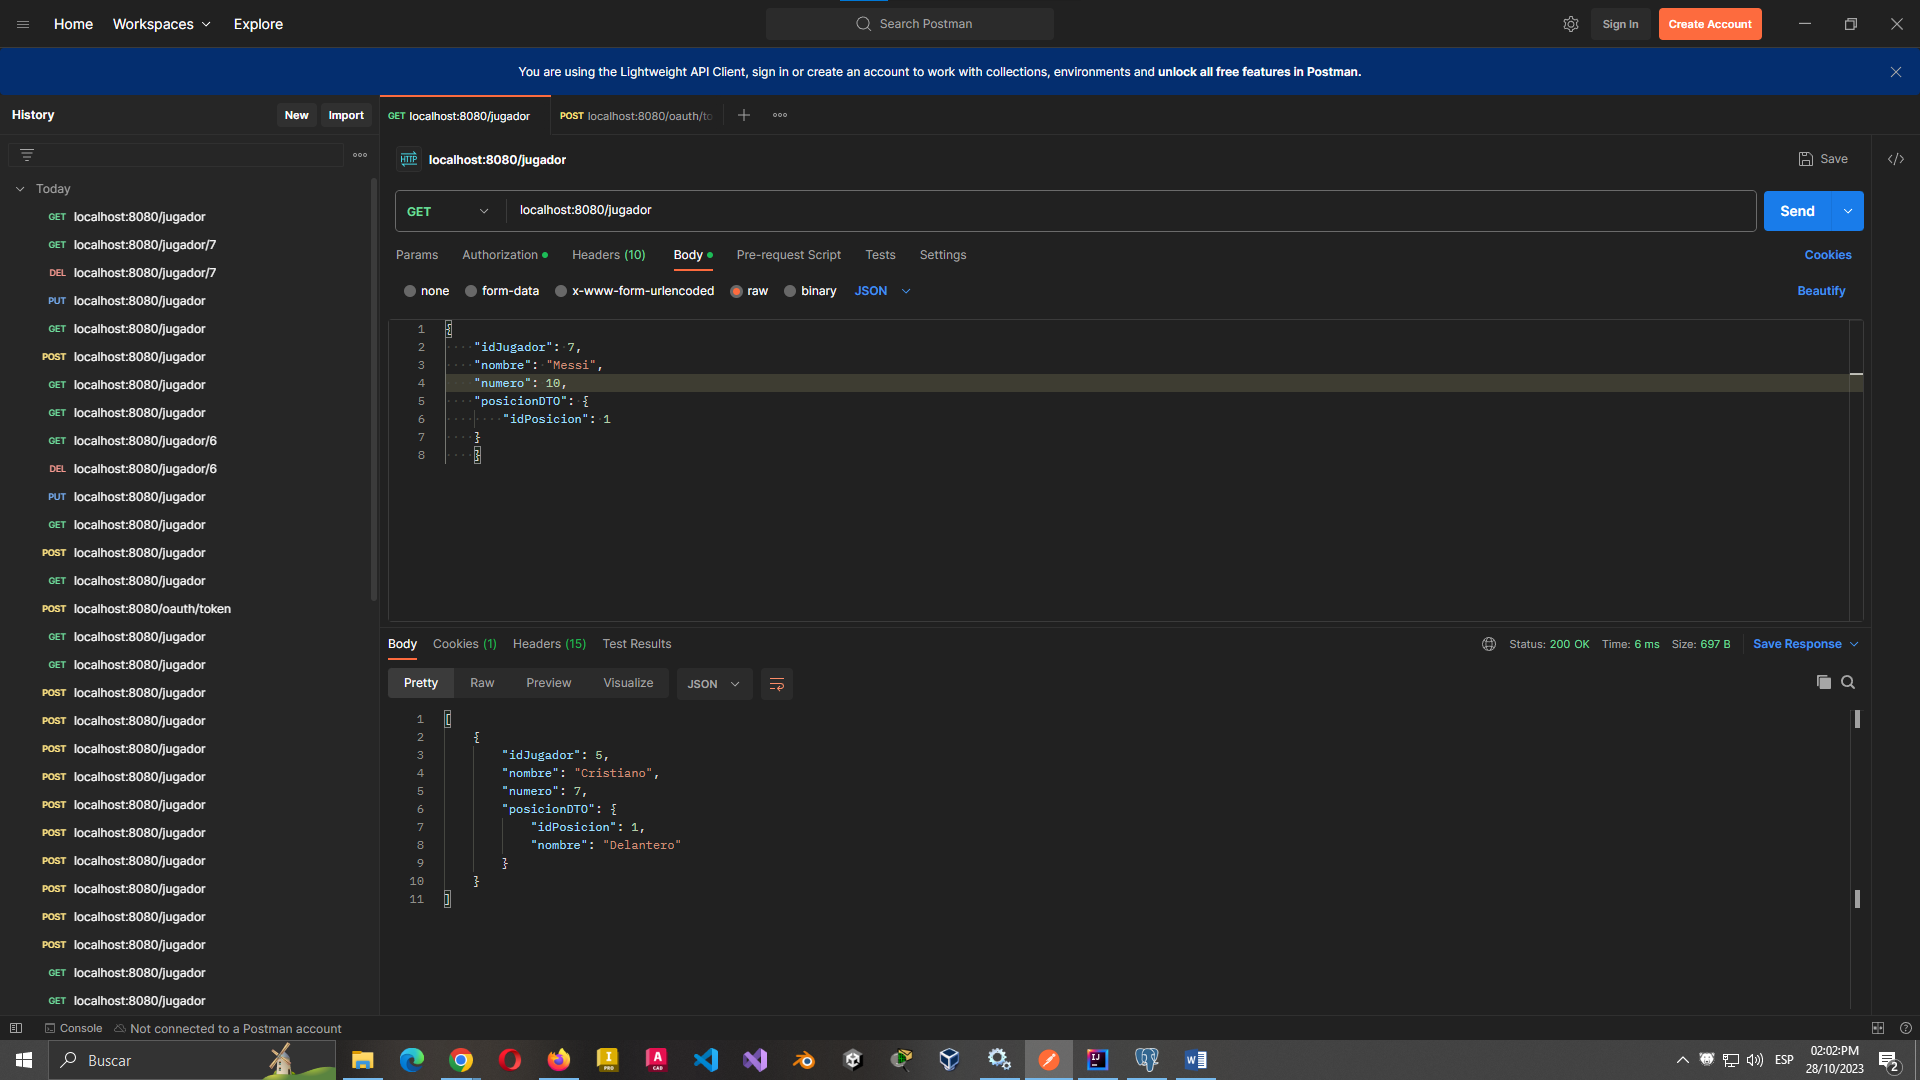 Home Workspaces Explore Search Postman Sign In Create Account
You are using the Lightweight API Client, sign in or create an account to work with collections, environments and unlock all free features in Postman.
History New Import
GET localhost:8080/jugador POST localhost:8080/oauth/to
Today
GET localhost:8080/jugador
GET localhost:8080/jugador/7
DEL localhost:8080/jugador/7
PUT localhost:8080/jugador
GET localhost:8080/jugador
POST localhost:8080/jugador
GET localhost:8080/jugador
GET localhost:8080/jugador
GET localhost:8080/jugador/6
DEL localhost:8080/jugador/6
PUT localhost:8080/jugador
GET localhost:8080/jugador
POST localhost:8080/jugador
GET localhost:8080/jugador
POST localhost:8080/oauth/token
GET localhost:8080/jugador
GET localhost:8080/jugador
POST localhost:8080/jugador
POST localhost:8080/jugador
POST localhost:8080/jugador
POST localhost:8080/jugador
POST localhost:8080/jugador
POST localhost:8080/jugador
POST localhost:8080/jugador
POST localhost:8080/jugador
POST localhost:8080/jugador
POST localhost:8080/jugador
GET localhost:8080/jugador
GET localhost:8080/jugador
HTTP localhost:8080/jugador Save </>
GET localhost:8080/jugador Send
Params Authorization Headers (10) Body Pre-request Script Tests Settings Cookies
none form-data x-www-form-urlencoded raw binary JSON Beautify
1 {
2 "idJugador": 7,
3 "nombre": "Messi",
4 "numero": 10,
5 "posicionDTO": {
6 "idPosicion": 1
7 }
8 }
Body Cookies (1) Headers (15) Test Results Status: 200 OK Time: 6 ms Size: 697 B Save Response
Pretty Raw Preview Visualize JSON
1 [
2 {
3 "idJugador": 5,
4 "nombre": "Cristiano",
5 "numero": 7,
6 "posicionDTO": {
7 "idPosicion": 1,
8 "nombre": "Delantero"
9 }
10 }
11 ]
Console Not connected to a Postman account
Buscar
I PRO
A CAD
IJ
W
ESP
02:02:PM
28/10/2023
2